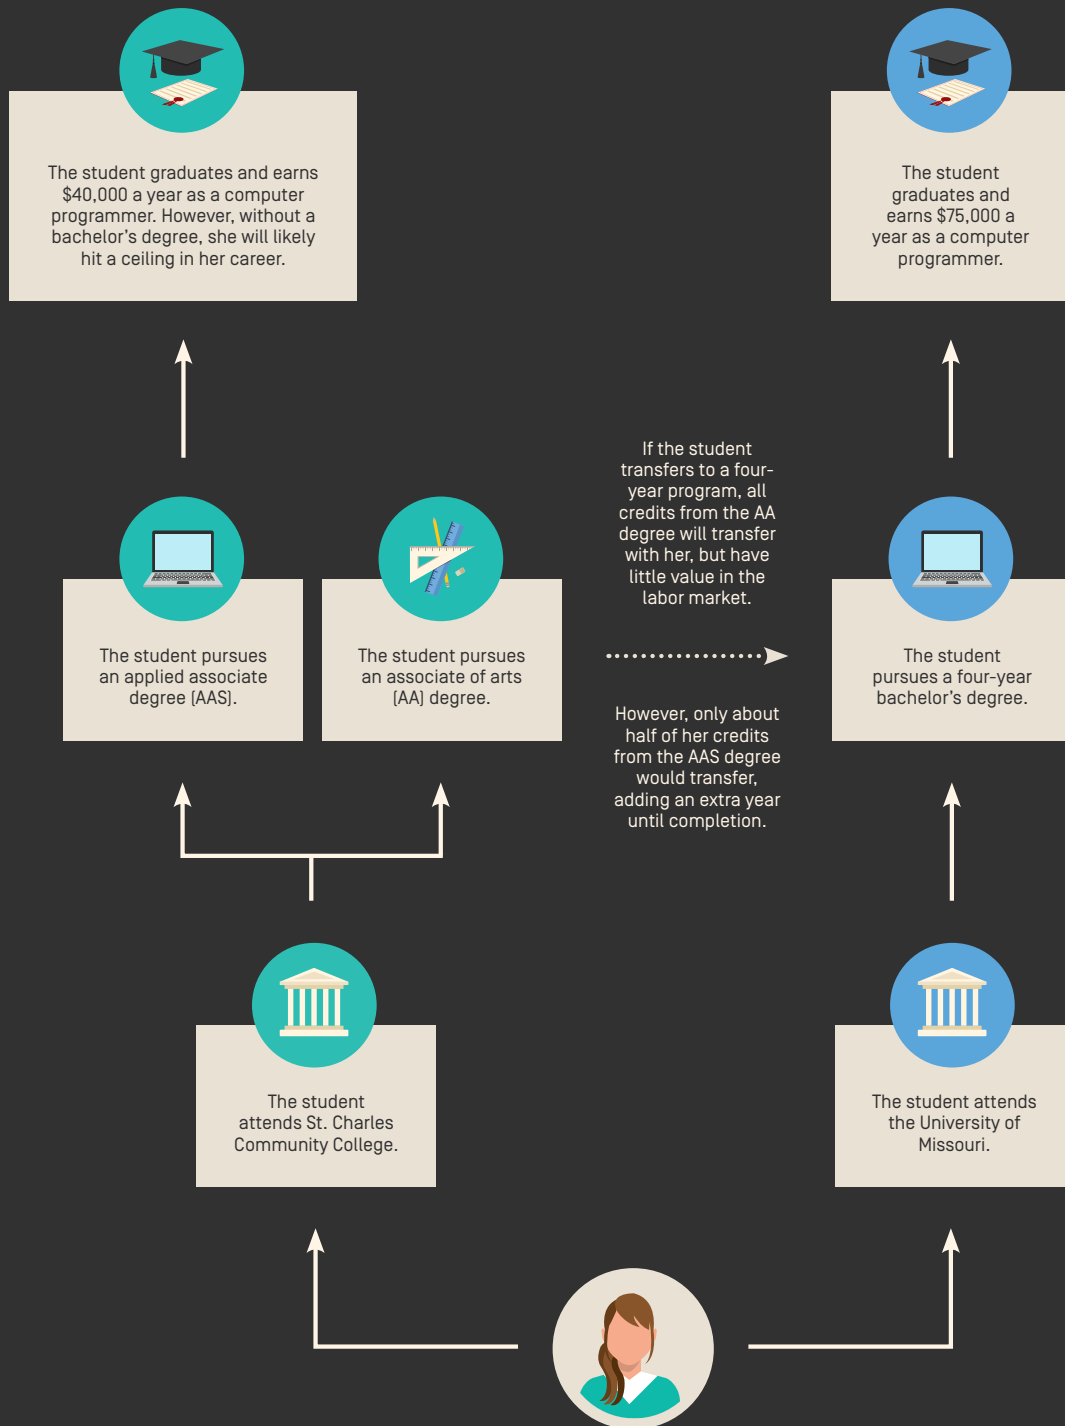 The student graduates and earns
$40,000 a year as a computer
programmer. However, without a
bachelor’s degree, she will likely
hit a ceiling in her career.
The student
graduates and
earns $75,000 a
year as a computer
programmer.
If the student
transfers to a four-
year program, all
credits from the AA
degree will transfer
with her, but have
little value in the
labor market.
The student pursues
an applied associate
degree (AAS).
The student pursues
an associate of arts
(AA) degree.
The student
pursues a four-year
bachelor’s degree.
However, only about
half of her credits
from the AAS degree
would transfer,
adding an extra year
until completion.
The student
attends St. Charles
Community College.
The student attends
the University of
Missouri.